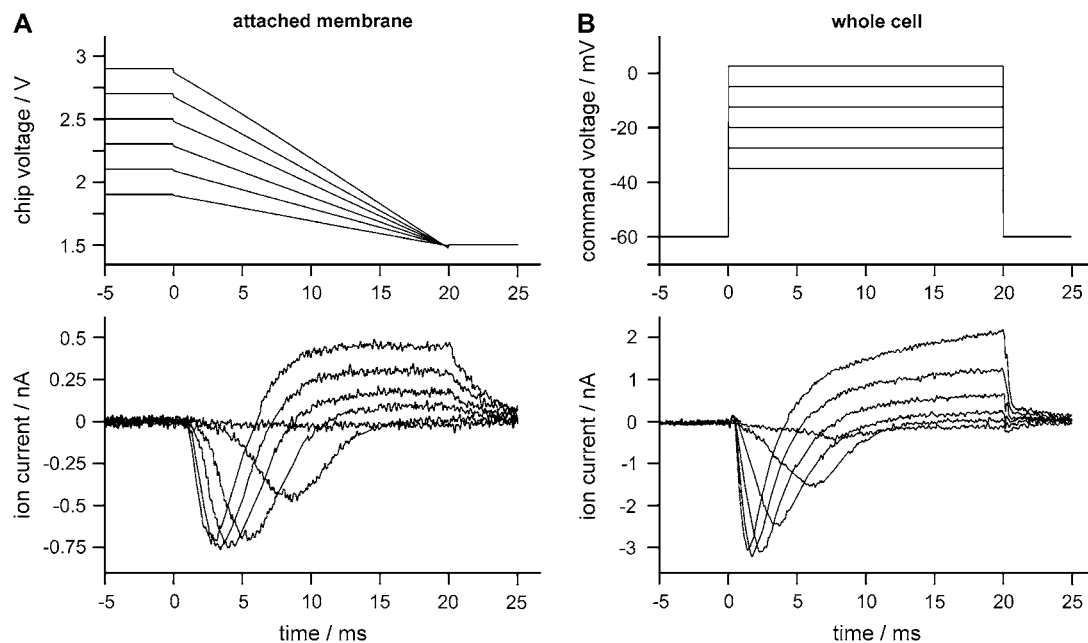 A
attached membrane
chip voltage / V
3
2.5
2
1.5
-5 0 5 10 15 20 25
ion current / nA
0.5
0.25
0
-0.25
-0.5
-0.75
-5 0 5 10 15 20 25
time / ms
B
whole cell
command voltage / mV
0
-20
-40
-60
-5 0 5 10 15 20 25
ion current / nA
2
1
0
-1
-2
-3
-5 0 5 10 15 20 25
time / ms